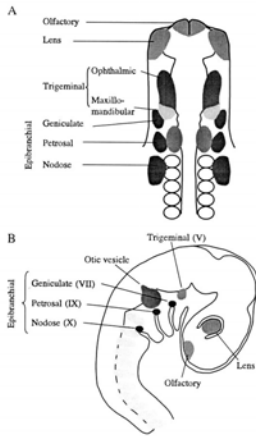 A
Olfactory
Lens
Ophthalmic
Trigeminal
Maxillo-
mandibular
Geniculate
Petrosal
Nodose
Epibranchial
B
Trigeminal (V)
Otic vesicle
Geniculate (VII)
Petrosal (IX)
Nodose (X)
Epibranchial
Lens
Olfactory